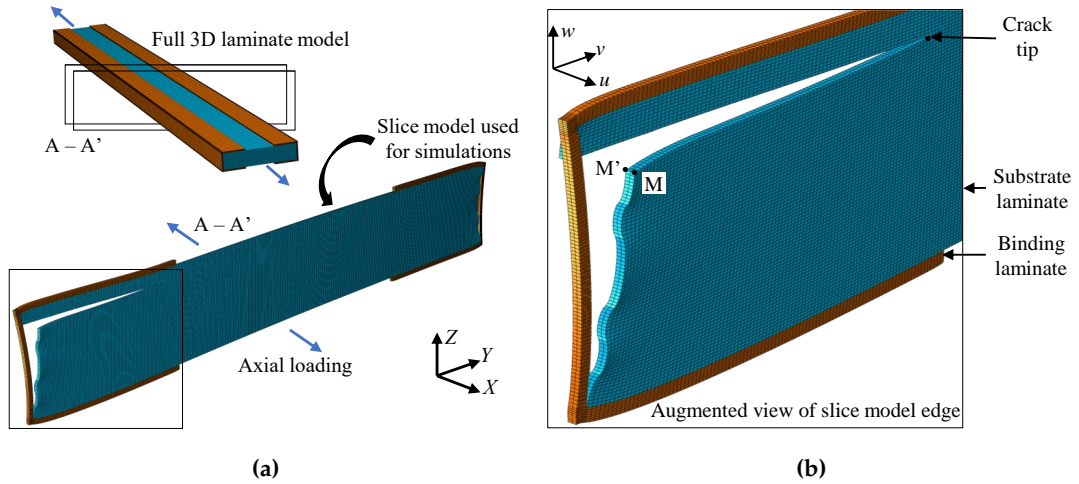 Full 3D laminate model
A – A’
Slice model used
for simulations
A – A’
Axial loading
Z
Y
X
(a)
w
v
u
Crack
tip
M’
M
Substrate
laminate
Binding
laminate
Augmented view of slice model edge
(b)